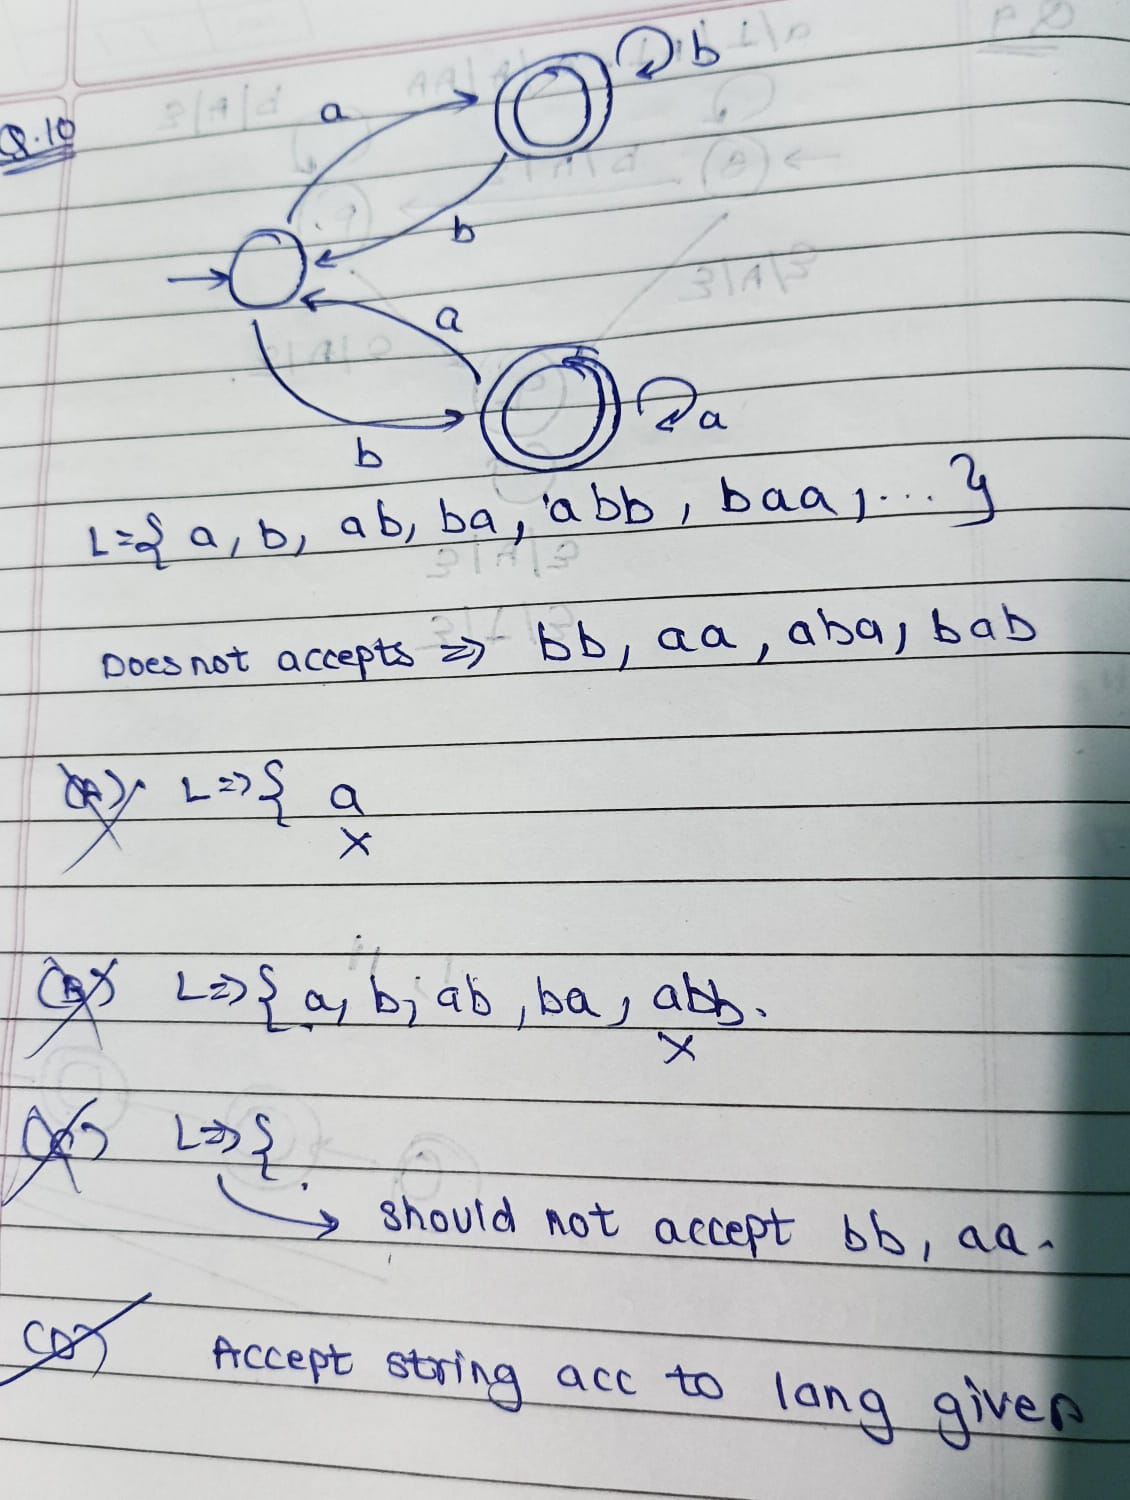 Q.10
a
b
b
a
a
b
L={ a, b, ab, ba, abb, baa, ... }
Does not accepts => bb, aa, aba, bab
(A) L=>{ a
x
(B) L=>{ a, b, ab, ba, abb.
x
(C) L=>{
should not accept bb, aa.
(D) Accept string acc to lang given